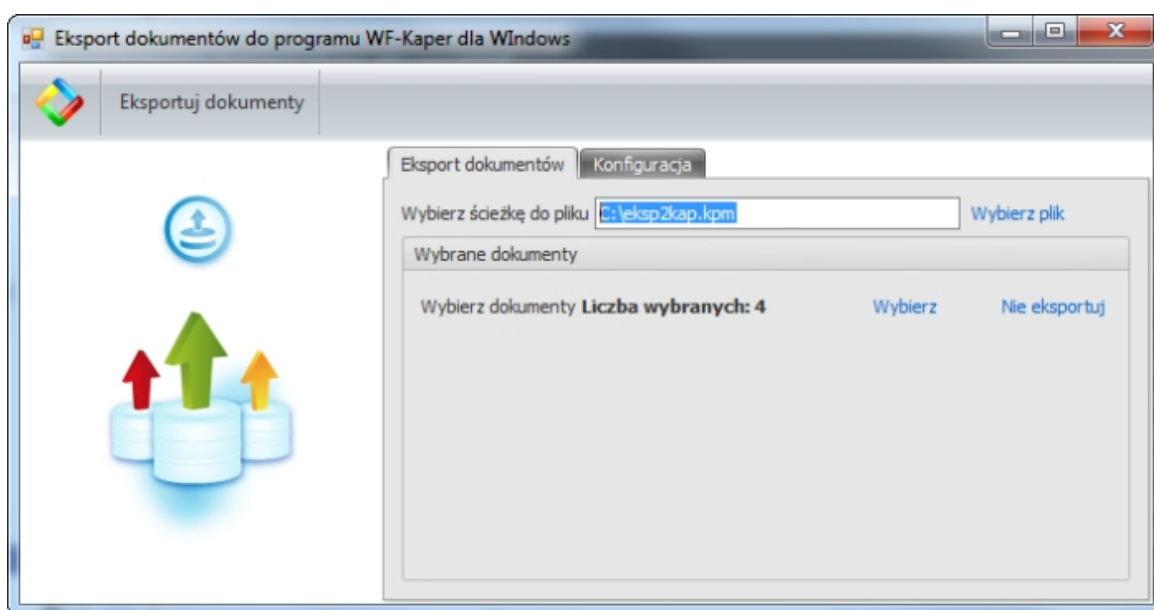 Eksport dokumentów do programu WF-Kaper dla WIndows
Eksportuj dokumenty
Eksport dokumentów Konfiguracja
Wybierz ścieżkę do pliku C:\eksp2kap.kpm Wybierz plik
Wybrane dokumenty
Wybierz dokumenty Liczba wybranych: 4 Wybierz Nie eksportuj